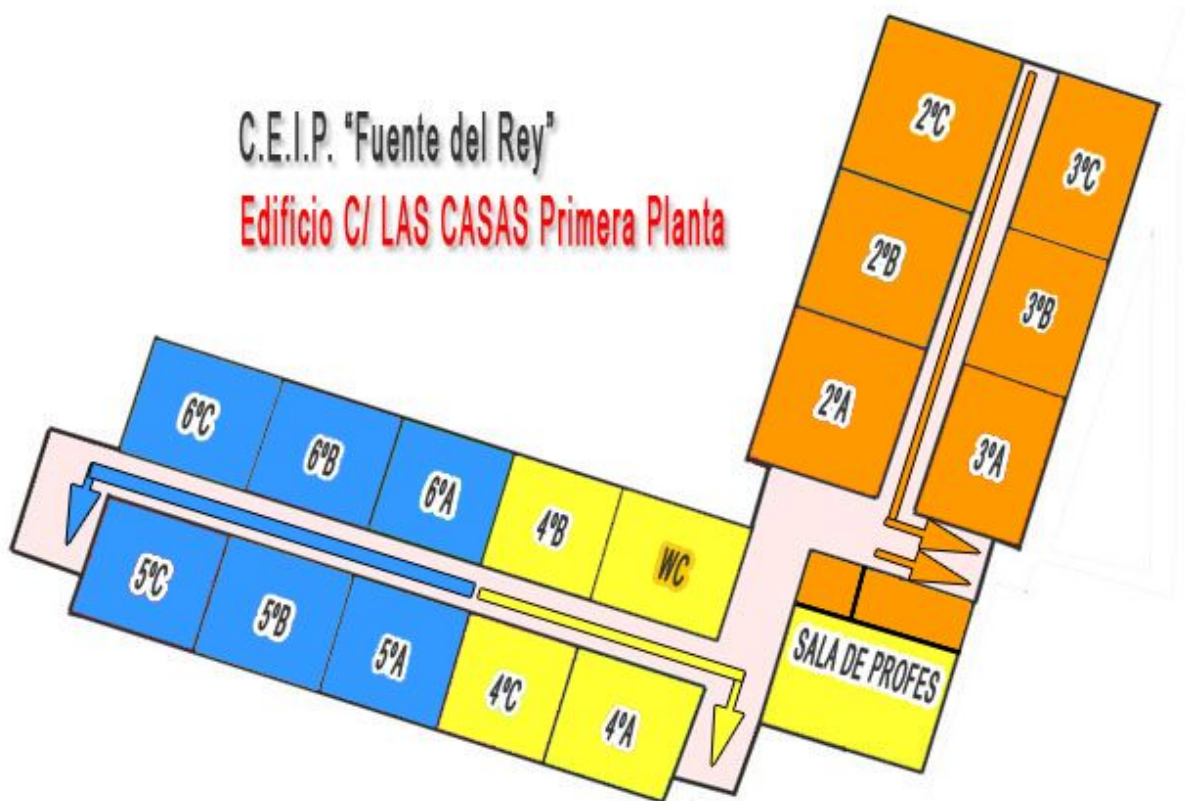 C.E.I.P. "Fuente del Rey"
Edificio C/ LAS CASAS Primera Planta
2ºC
3ºC
2ºB
3ºB
2ºA
3ºA
6ºC
6ºB
6ºA
4ºB
WC
5ºC
5ºB
5ºA
4ºC
4ºA
SALA DE PROFES